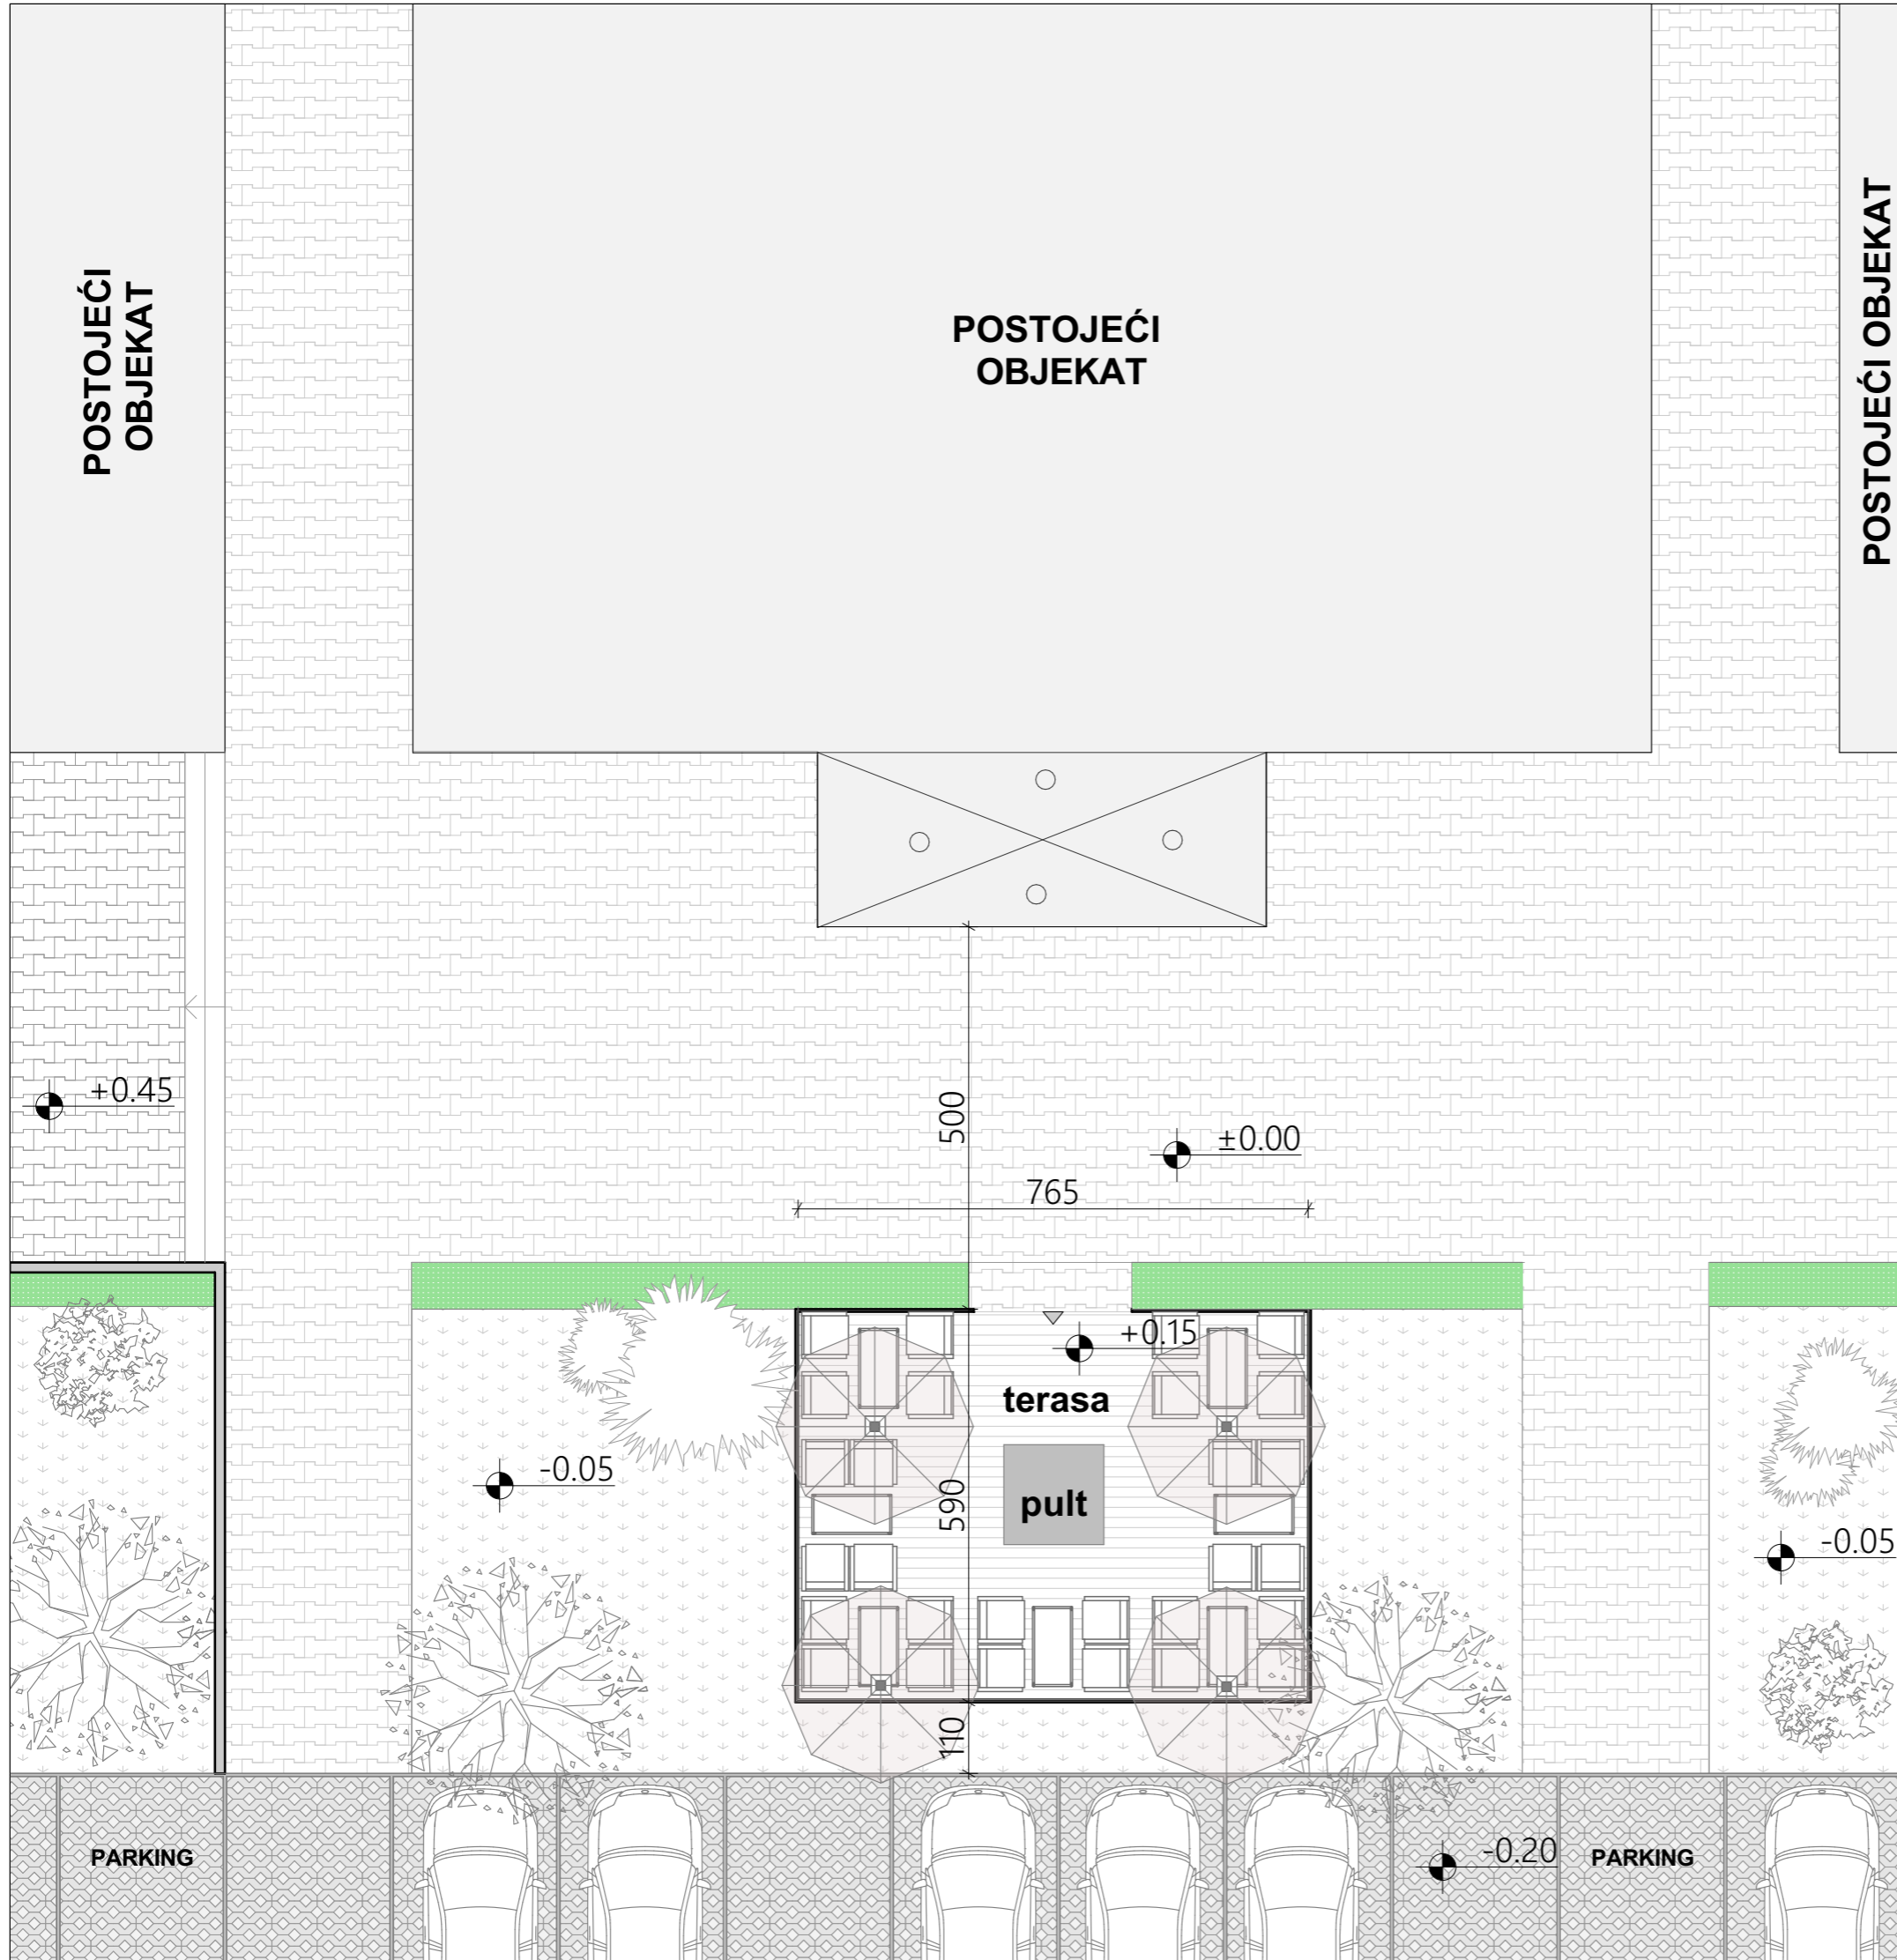 POSTOJEĆI
OBJEKAT
POSTOJEĆI
OBJEKAT
POSTOJEĆI OBJEKAT
+0.45
500
±0.00
765
+0.15
terasa
-0.05
590
pult
-0.05
110
PARKING
-0.20
PARKING